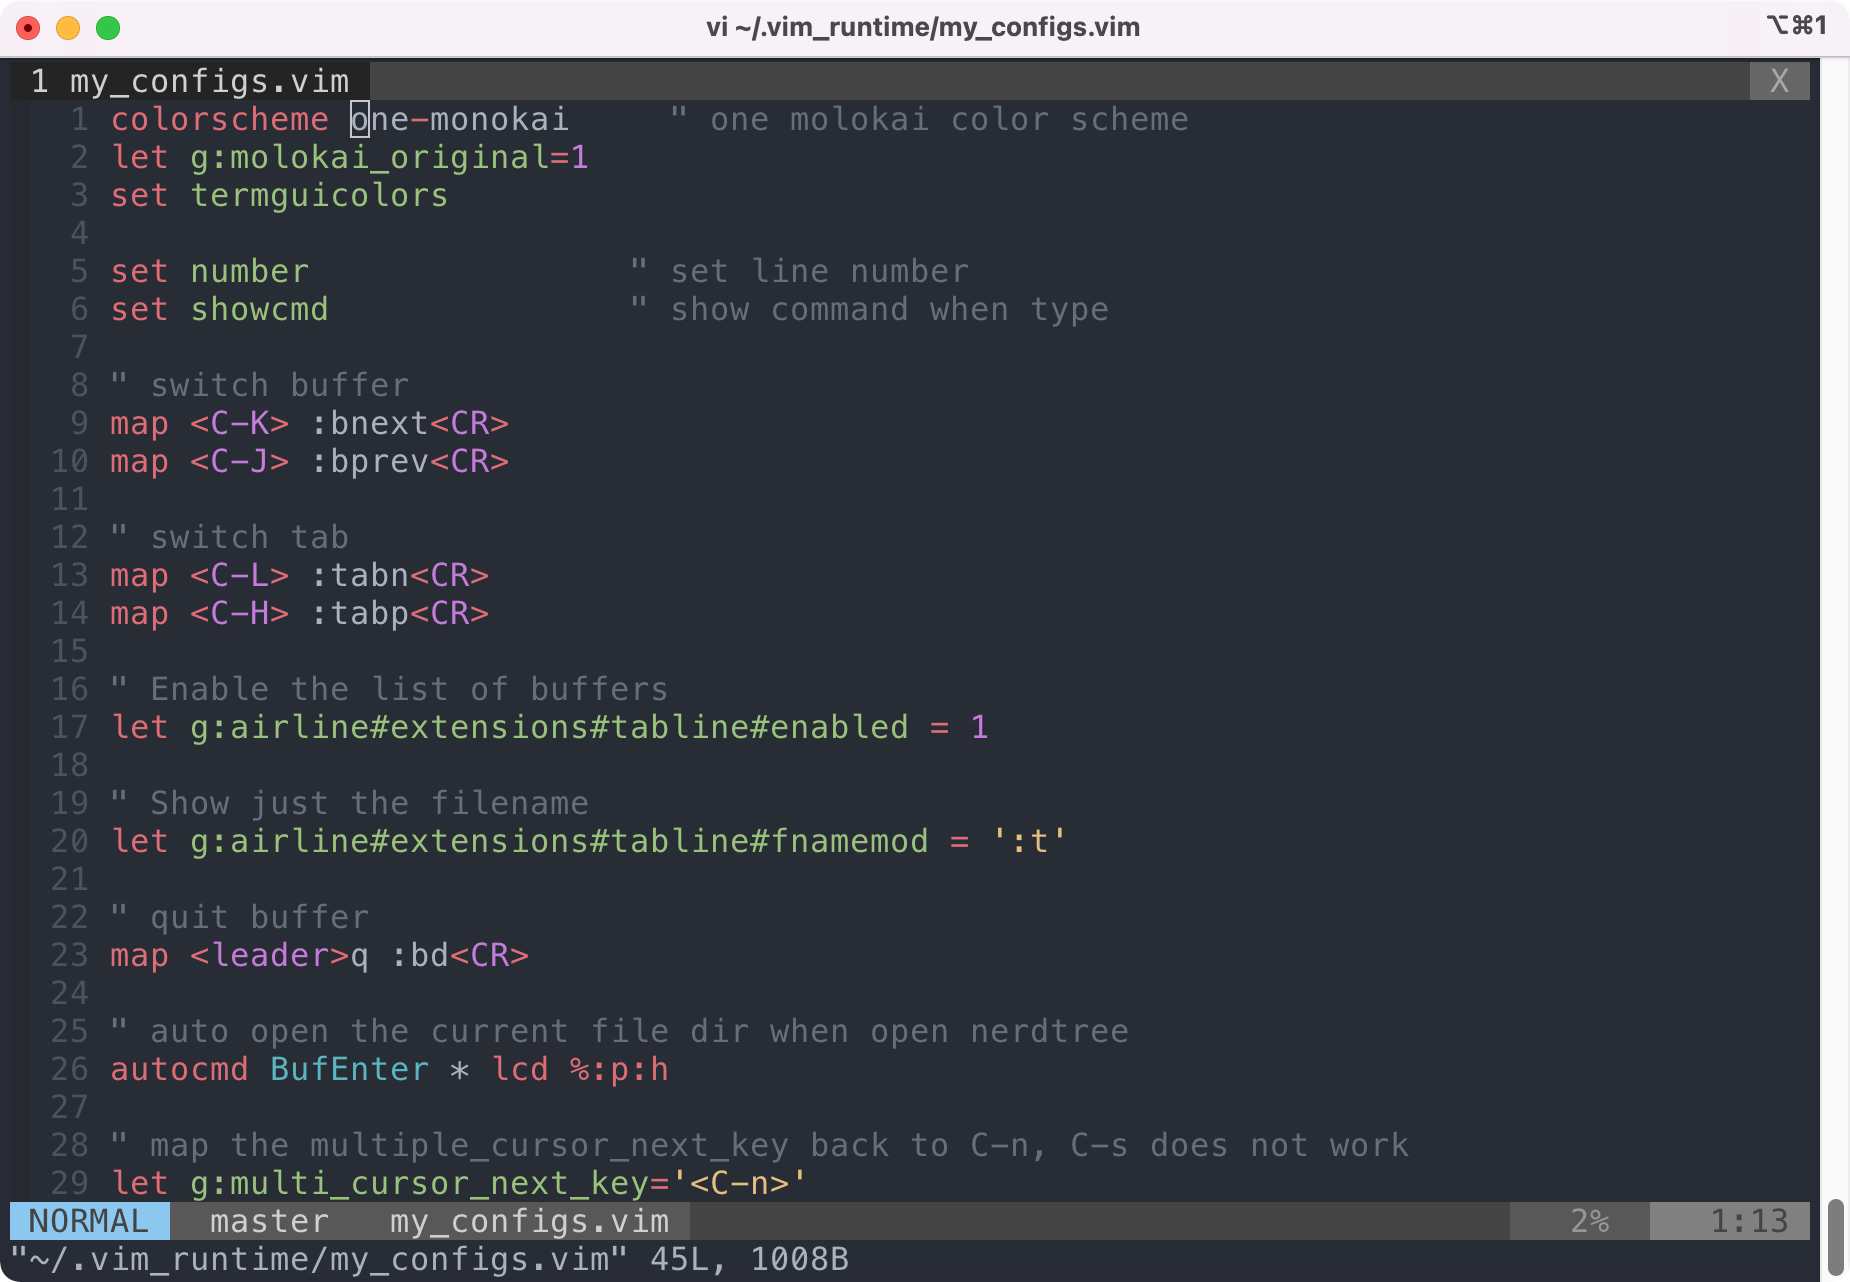 vi ~/.vim_runtime/my_configs.vim ⌥⌘1
1 my_configs.vim X
1 colorscheme one-monokai     " one molokai color scheme
2 let g:molokai_original=1
3 set termguicolors
4
5 set number                " set line number
6 set showcmd               " show command when type
7
8 " switch buffer
9 map <C-K> :bnext<CR>
10 map <C-J> :bprev<CR>
11
12 " switch tab
13 map <C-L> :tabn<CR>
14 map <C-H> :tabp<CR>
15
16 " Enable the list of buffers
17 let g:airline#extensions#tabline#enabled = 1
18
19 " Show just the filename
20 let g:airline#extensions#tabline#fnamemod = ':t'
21
22 " quit buffer
23 map <leader>q :bd<CR>
24
25 " auto open the current file dir when open nerdtree
26 autocmd BufEnter * lcd %:p:h
27
28 " map the multiple_cursor_next_key back to C-n, C-s does not work
29 let g:multi_cursor_next_key='<C-n>'
NORMAL master my_configs.vim 2% 1:13
"~/.vim_runtime/my_configs.vim" 45L, 1008B